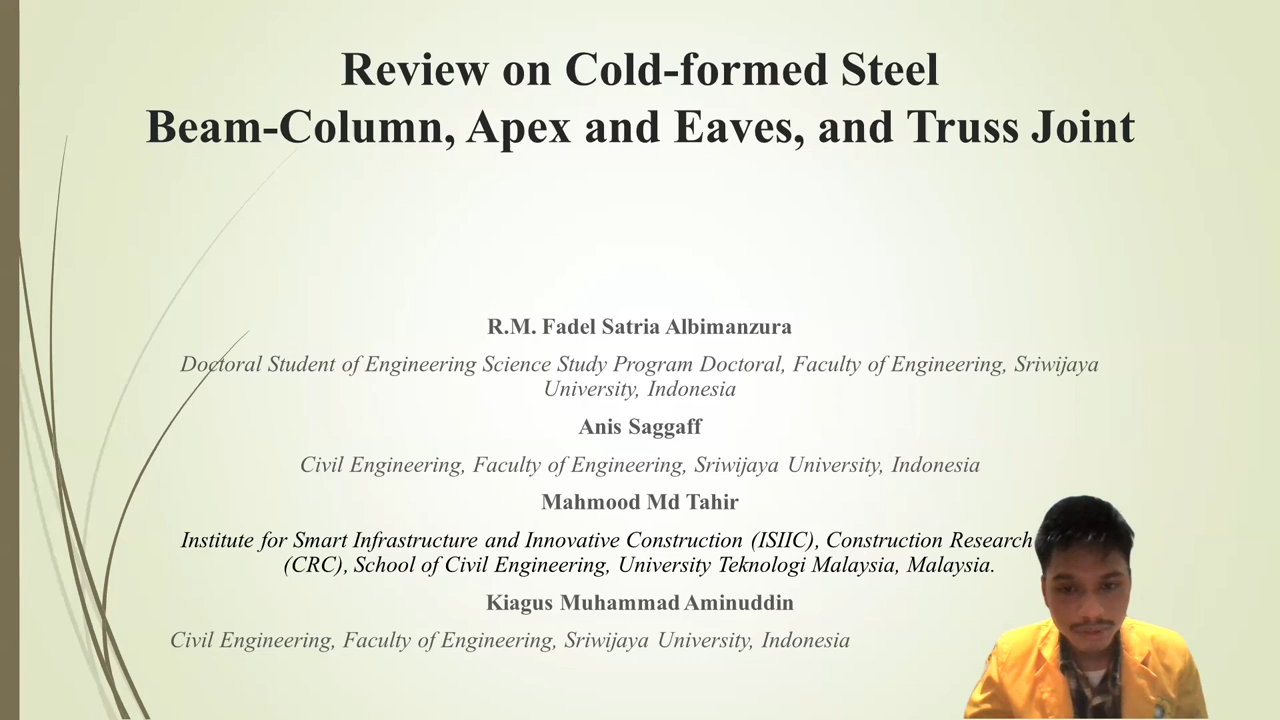 Review on Cold-formed Steel
Beam-Column, Apex and Eaves, and Truss Joint
R.M. Fadel Satria Albimanzura
Doctoral Student of Engineering Science Study Program Doctoral, Faculty of Engineering, Sriwijaya
University, Indonesia
Anis Saggaff
Civil Engineering, Faculty of Engineering, Sriwijaya University, Indonesia
Mahmood Md Tahir
Institute for Smart Infrastructure and Innovative Construction (ISIIC), Construction Research
(CRC), School of Civil Engineering, University Teknologi Malaysia, Malaysia.
Kiagus Muhammad Aminuddin
Civil Engineering, Faculty of Engineering, Sriwijaya University, Indonesia